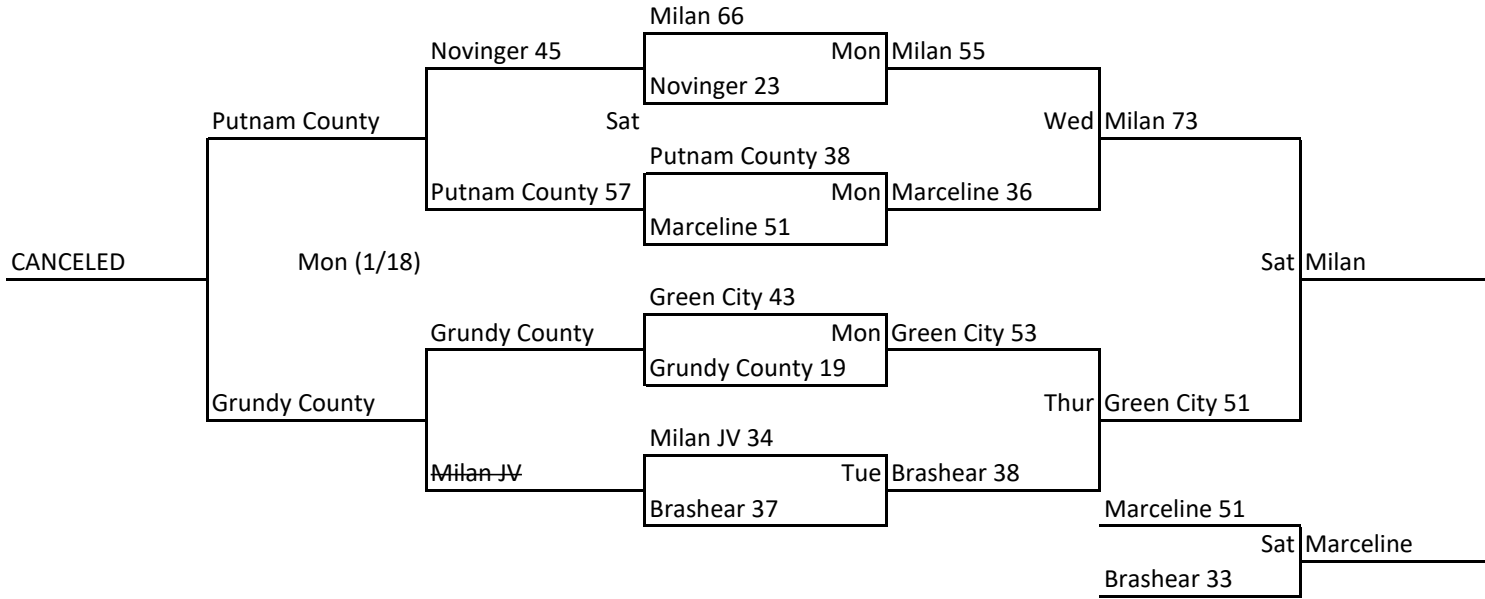 Milan 66
Novinger 45
Mon Milan 55
Novinger 23
Putnam County
Sat
Wed Milan 73
Putnam County 38
Putnam County 57
Mon Marceline 36
Marceline 51
CANCELED
Mon (1/18)
Sat Milan
Green City 43
Grundy County
Mon Green City 53
Grundy County 19
Grundy County
Thur Green City 51
Milan JV 34
Milan JV
Tue Brashear 38
Brashear 37
Marceline 51
Sat Marceline
Brashear 33